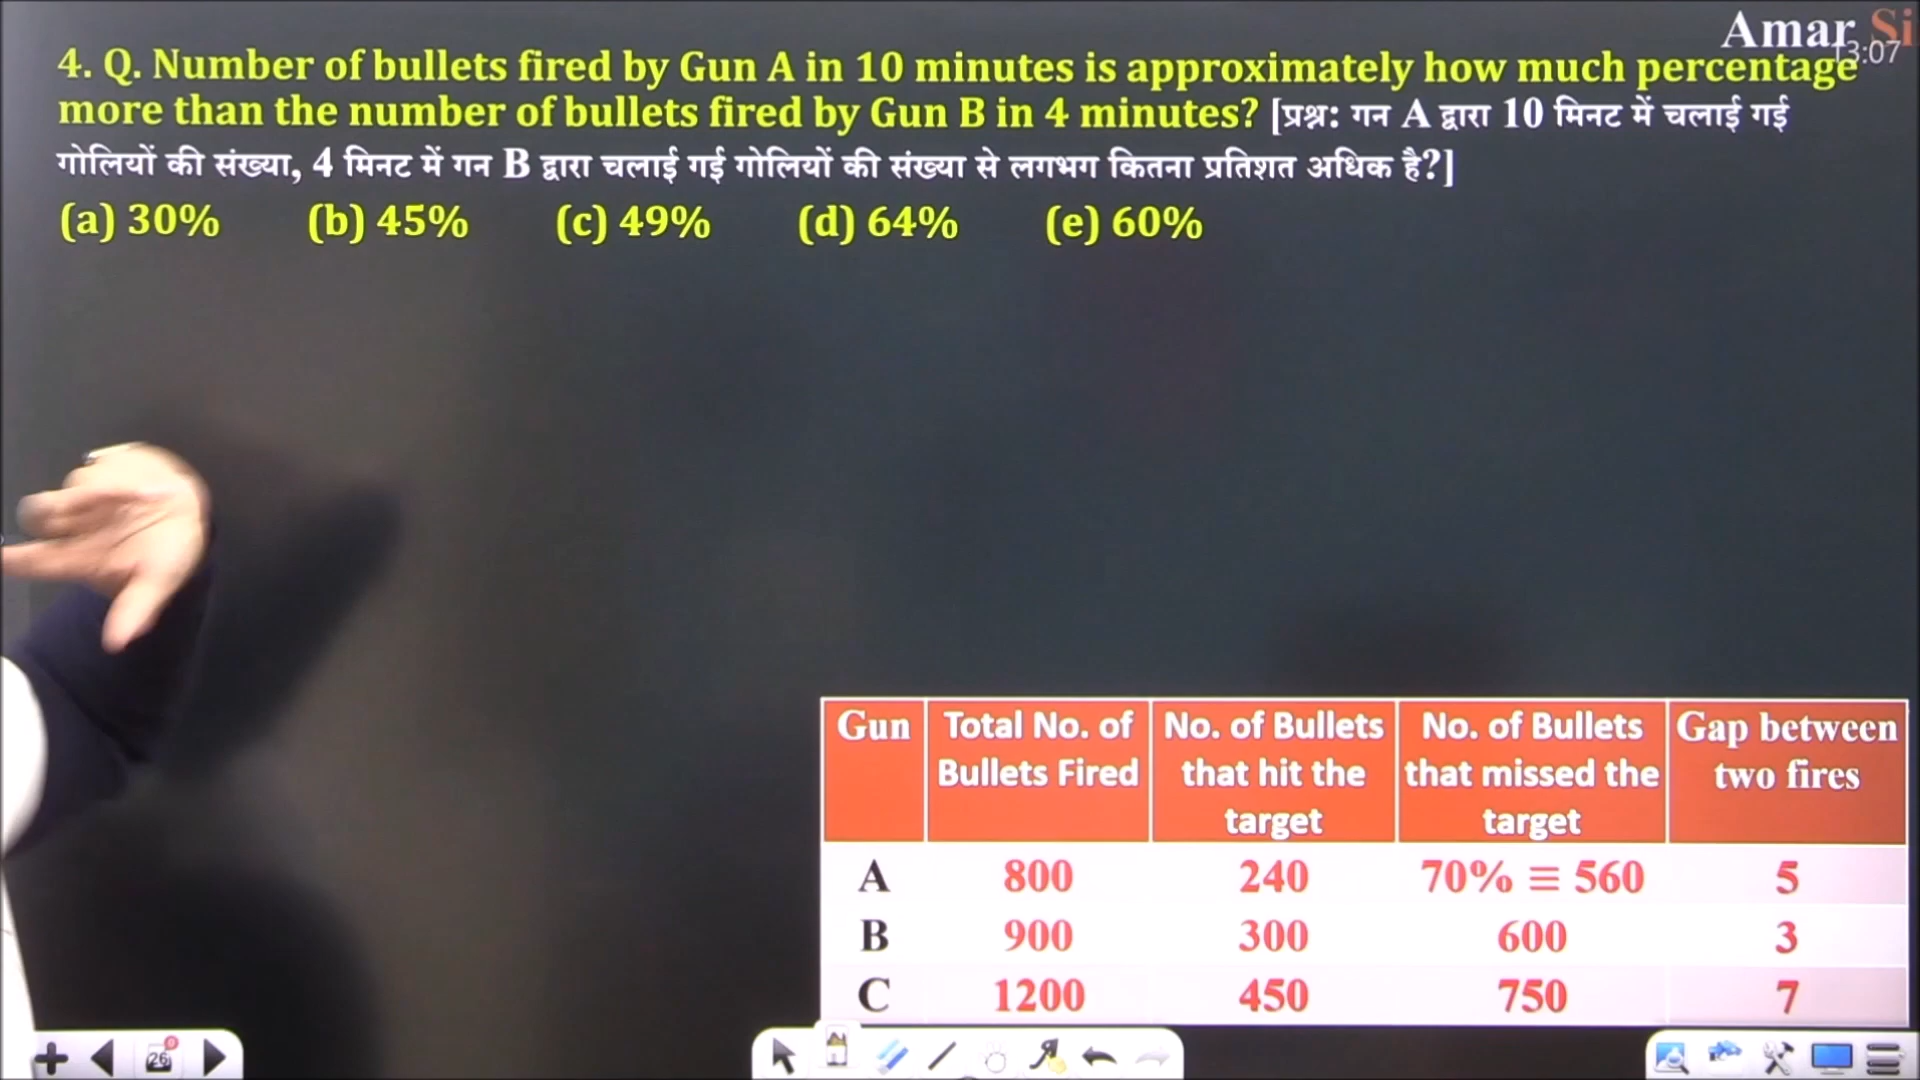 Amar Si
13:07
4. Q. Number of bullets fired by Gun A in 10 minutes is approximately how much percentage
more than the number of bullets fired by Gun B in 4 minutes? [प्रश्न: गन A द्वारा 10 मिनट में चलाई गई
गोलियों की संख्या, 4 मिनट में गन B द्वारा चलाई गई गोलियों की संख्या से लगभग कितना प्रतिशत अधिक है?]
(a) 30% (b) 45% (c) 49% (d) 64% (e) 60%
Gun Total No. of Bullets Fired No. of Bullets that hit the target No. of Bullets that missed the target Gap between two fires
A 800 240 70% ≡ 560 5
B 900 300 600 3
C 1200 450 750 7
26